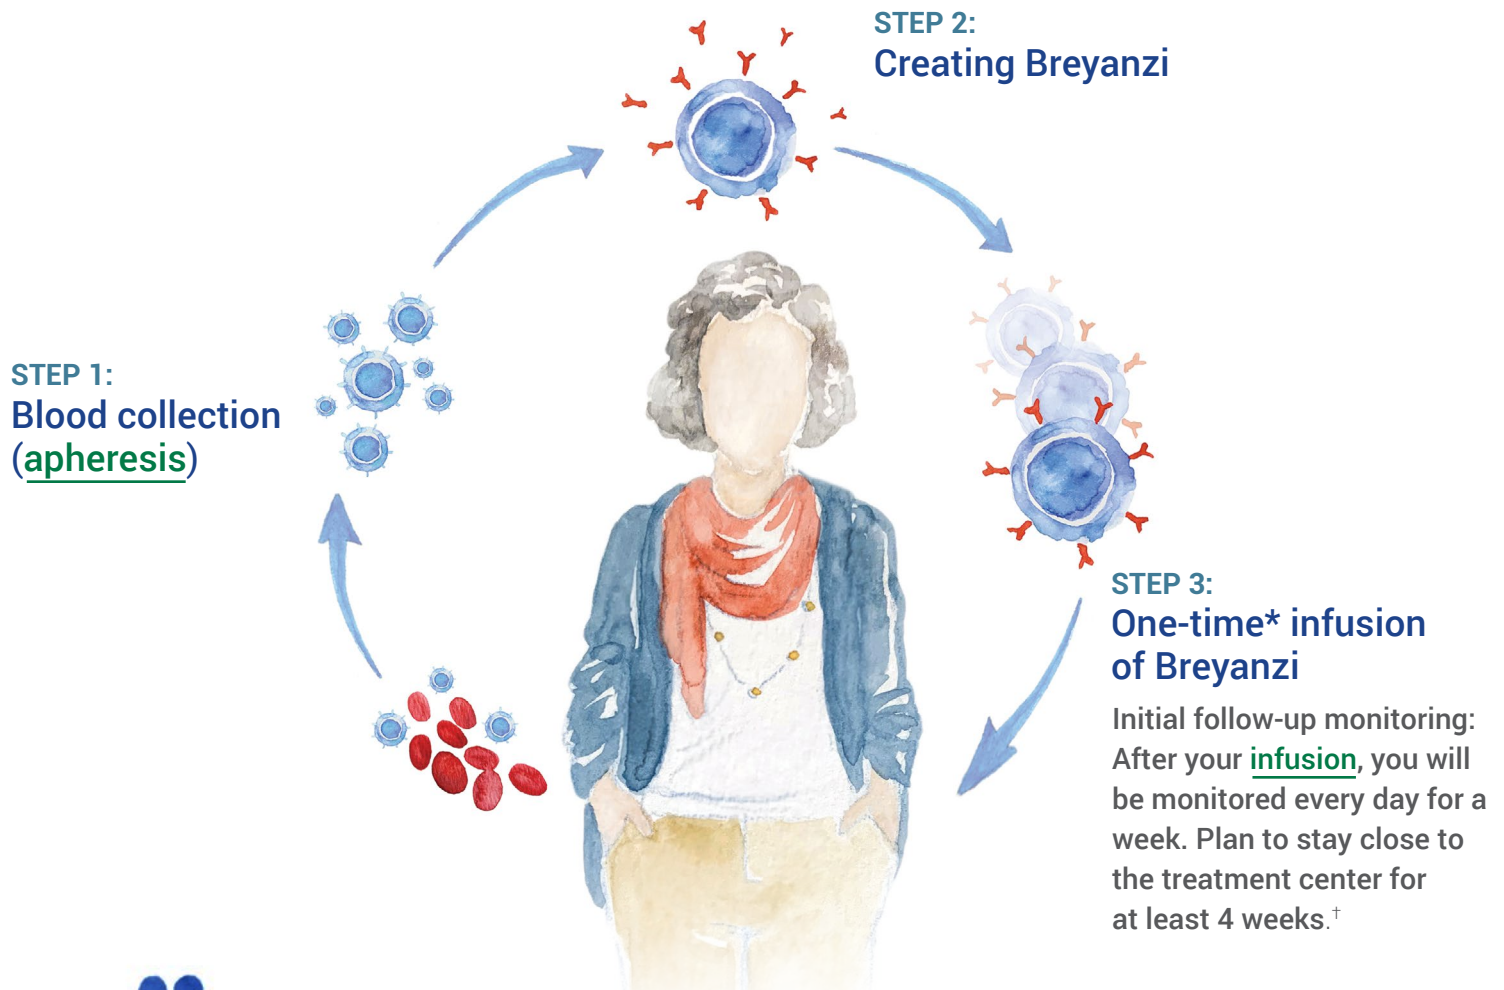 STEP 1:
Blood collection
(apheresis)
STEP 2:
Creating Breyanzi
STEP 3:
One-time* infusion
of Breyanzi
Initial follow-up monitoring:
After your infusion, you will
be monitored every day for a
week. Plan to stay close to
the treatment center for
at least 4 weeks.†